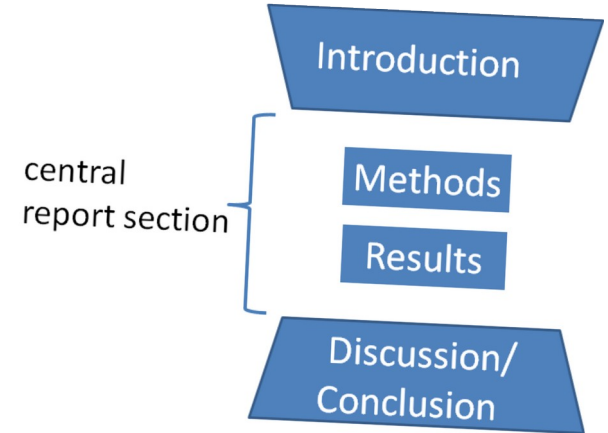 Introduction
central
report section
Methods
Results
Discussion/
Conclusion